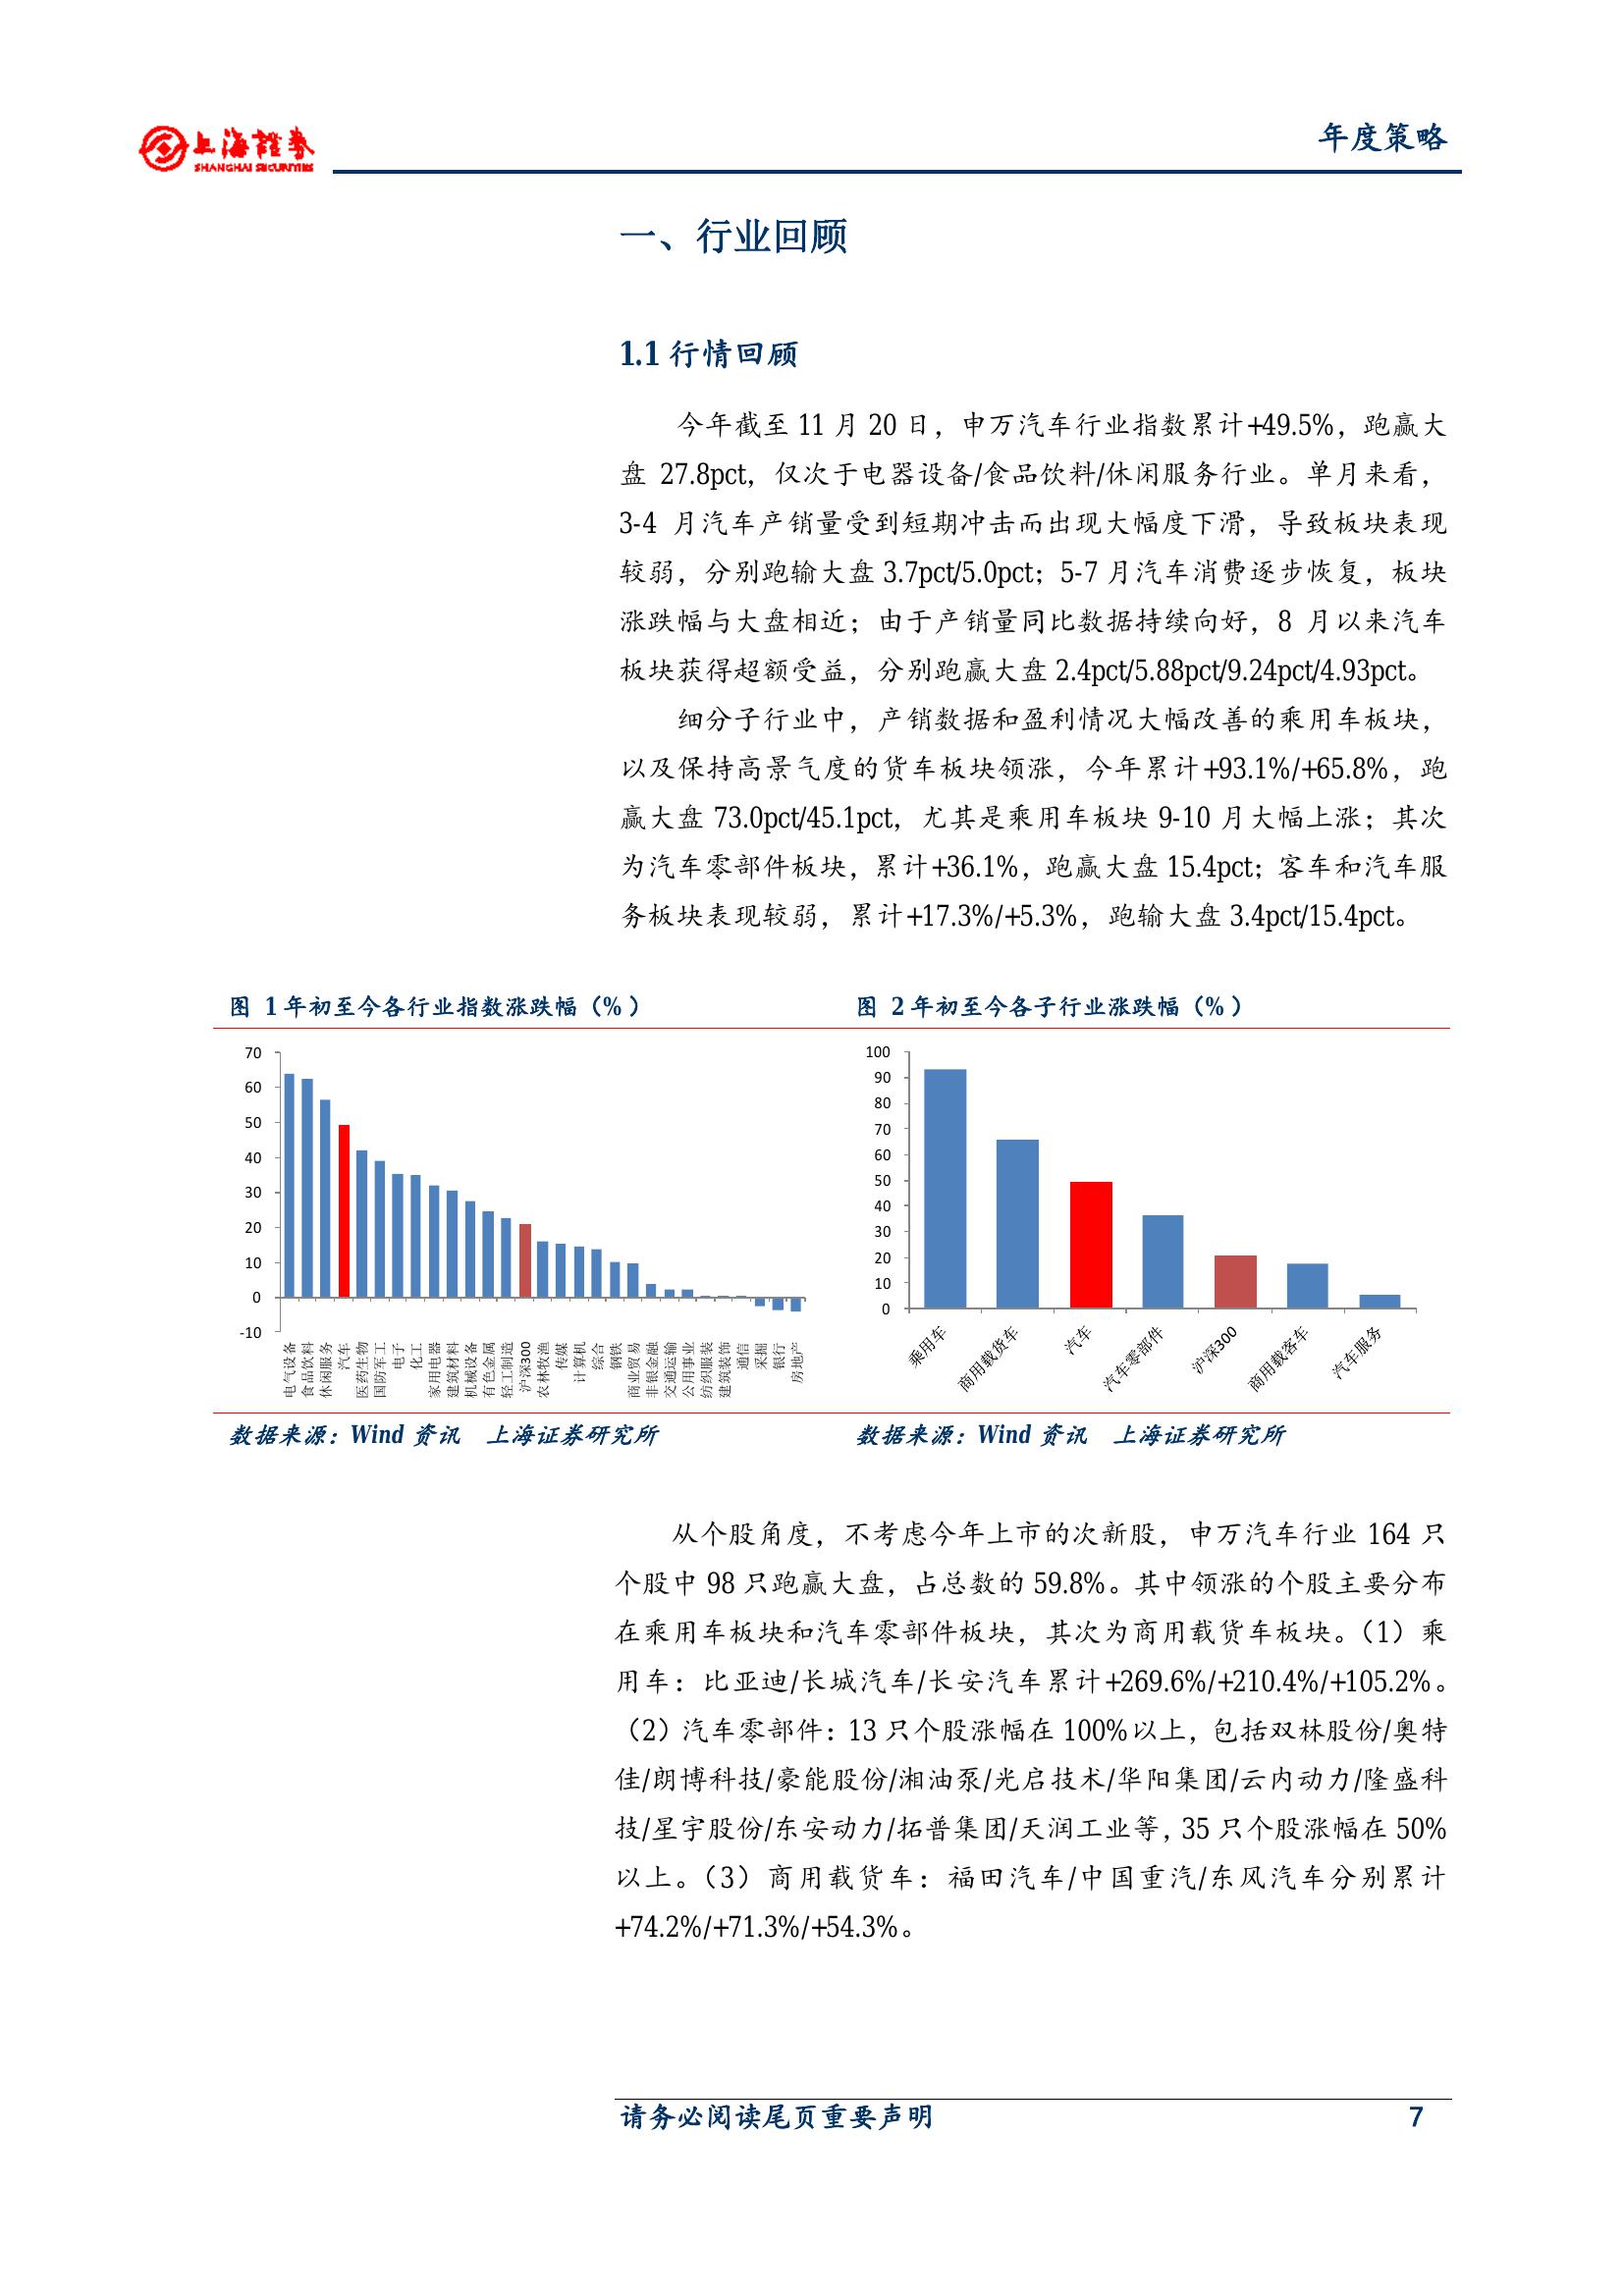 上海證券
SHANGHAI SECURITIES
年度策略
一、行业回顾
1.1 行情回顾
今年截至 11 月 20 日，申万汽车行业指数累计+49.5%，跑赢大
盘 27.8pct，仅次于电器设备/食品饮料/休闲服务行业。单月来看，
3-4 月汽车产销量受到短期冲击而出现大幅度下滑，导致板块表现
较弱，分别跑输大盘 3.7pct/5.0pct；5-7 月汽车消费逐步恢复，板块
涨跌幅与大盘相近；由于产销量同比数据持续向好，8 月以来汽车
板块获得超额受益，分别跑赢大盘 2.4pct/5.88pct/9.24pct/4.93pct。
细分子行业中，产销数据和盈利情况大幅改善的乘用车板块，
以及保持高景气度的货车板块领涨，今年累计+93.1%/+65.8%，跑
赢大盘 73.0pct/45.1pct，尤其是乘用车板块 9-10 月大幅上涨；其次
为汽车零部件板块，累计+36.1%，跑赢大盘 15.4pct；客车和汽车服
务板块表现较弱，累计+17.3%/+5.3%，跑输大盘 3.4pct/15.4pct。
图 1 年初至今各行业指数涨跌幅（%）
70
60
50
40
30
20
10
0
-10
电气设备
食品饮料
休闲服务
汽车
医药生物
国防军工
电子
化工
家用电器
建筑材料
机械设备
有色金属
轻工制造
沪深300
农林牧渔
传媒
计算机
综合
钢铁
商业贸易
非银金融
交通运输
公用事业
纺织服装
建筑装饰
通信
采掘
银行
房地产
数据来源：Wind 资讯 上海证券研究所
图 2 年初至今各子行业涨跌幅（%）
100
90
80
70
60
50
40
30
20
10
0
乘用车
商用载货车
汽车
汽车零部件
沪深300
商用载客车
汽车服务
数据来源：Wind 资讯 上海证券研究所
从个股角度，不考虑今年上市的次新股，申万汽车行业 164 只
个股中 98 只跑赢大盘，占总数的 59.8%。其中领涨的个股主要分布
在乘用车板块和汽车零部件板块，其次为商用载货车板块。（1）乘
用车：比亚迪/长城汽车/长安汽车累计+269.6%/+210.4%/+105.2%。
（2）汽车零部件：13 只个股涨幅在 100%以上，包括双林股份/奥特
佳/朗博科技/豪能股份/湘油泵/光启技术/华阳集团/云内动力/隆盛科
技/星宇股份/东安动力/拓普集团/天润工业等，35 只个股涨幅在 50%
以上。（3）商用载货车：福田汽车/中国重汽/东风汽车分别累计
+74.2%/+71.3%/+54.3%。
请务必阅读尾页重要声明
7